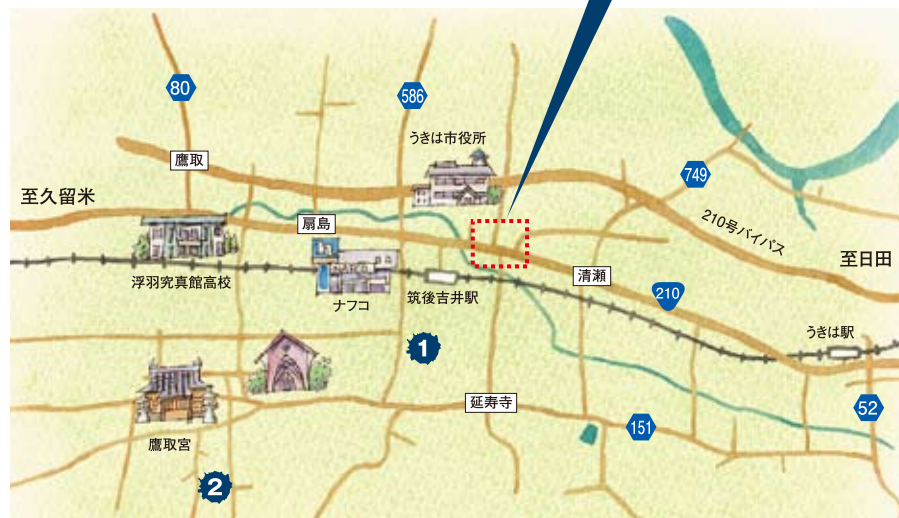 80
586
うきは市役所
鷹取
749
至久留米
扇島
210号バイパス
至日田
浮羽究真館高校
ナフコ
筑後吉井駅
清瀬
210
うきは駅
1
延寿寺
52
151
鷹取宮
2